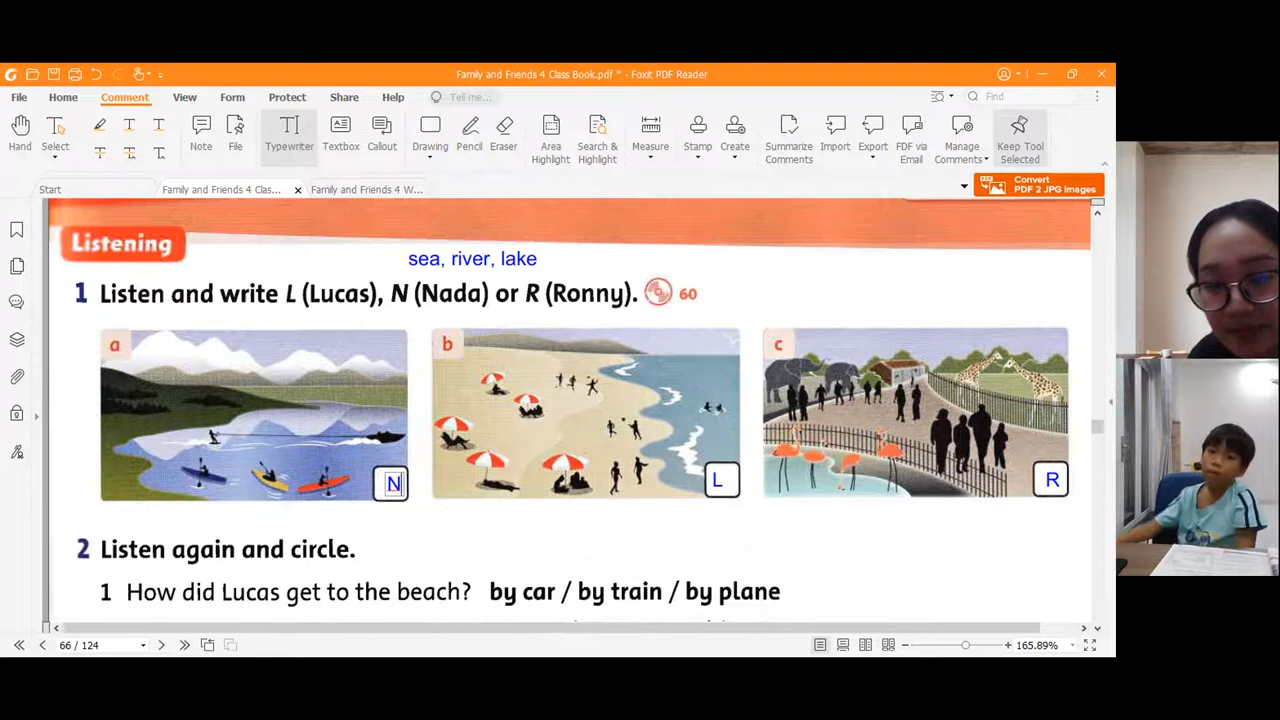 Family and Friends 4 Class Book.pdf * - Foxit PDF Reader
File Home Comment View Form Protect Share Help Tell me... Find
Hand Select Note File Typewriter Textbox Callout Drawing Pencil Eraser Area Highlight Search & Highlight Measure Stamp Create Summarize Comments Import Export FDF via Email Manage Comments Keep Tool Selected
Start Family and Friends 4 Clas... Family and Friends 4 W...
Convert
PDF 2 JPG Images
Listening
sea, river, lake
1 Listen and write L (Lucas), N (Nada) or R (Ronny). 60
a b c
N L R
2 Listen again and circle.
1 How did Lucas get to the beach? by car / by train / by plane
66 / 124 165.89%